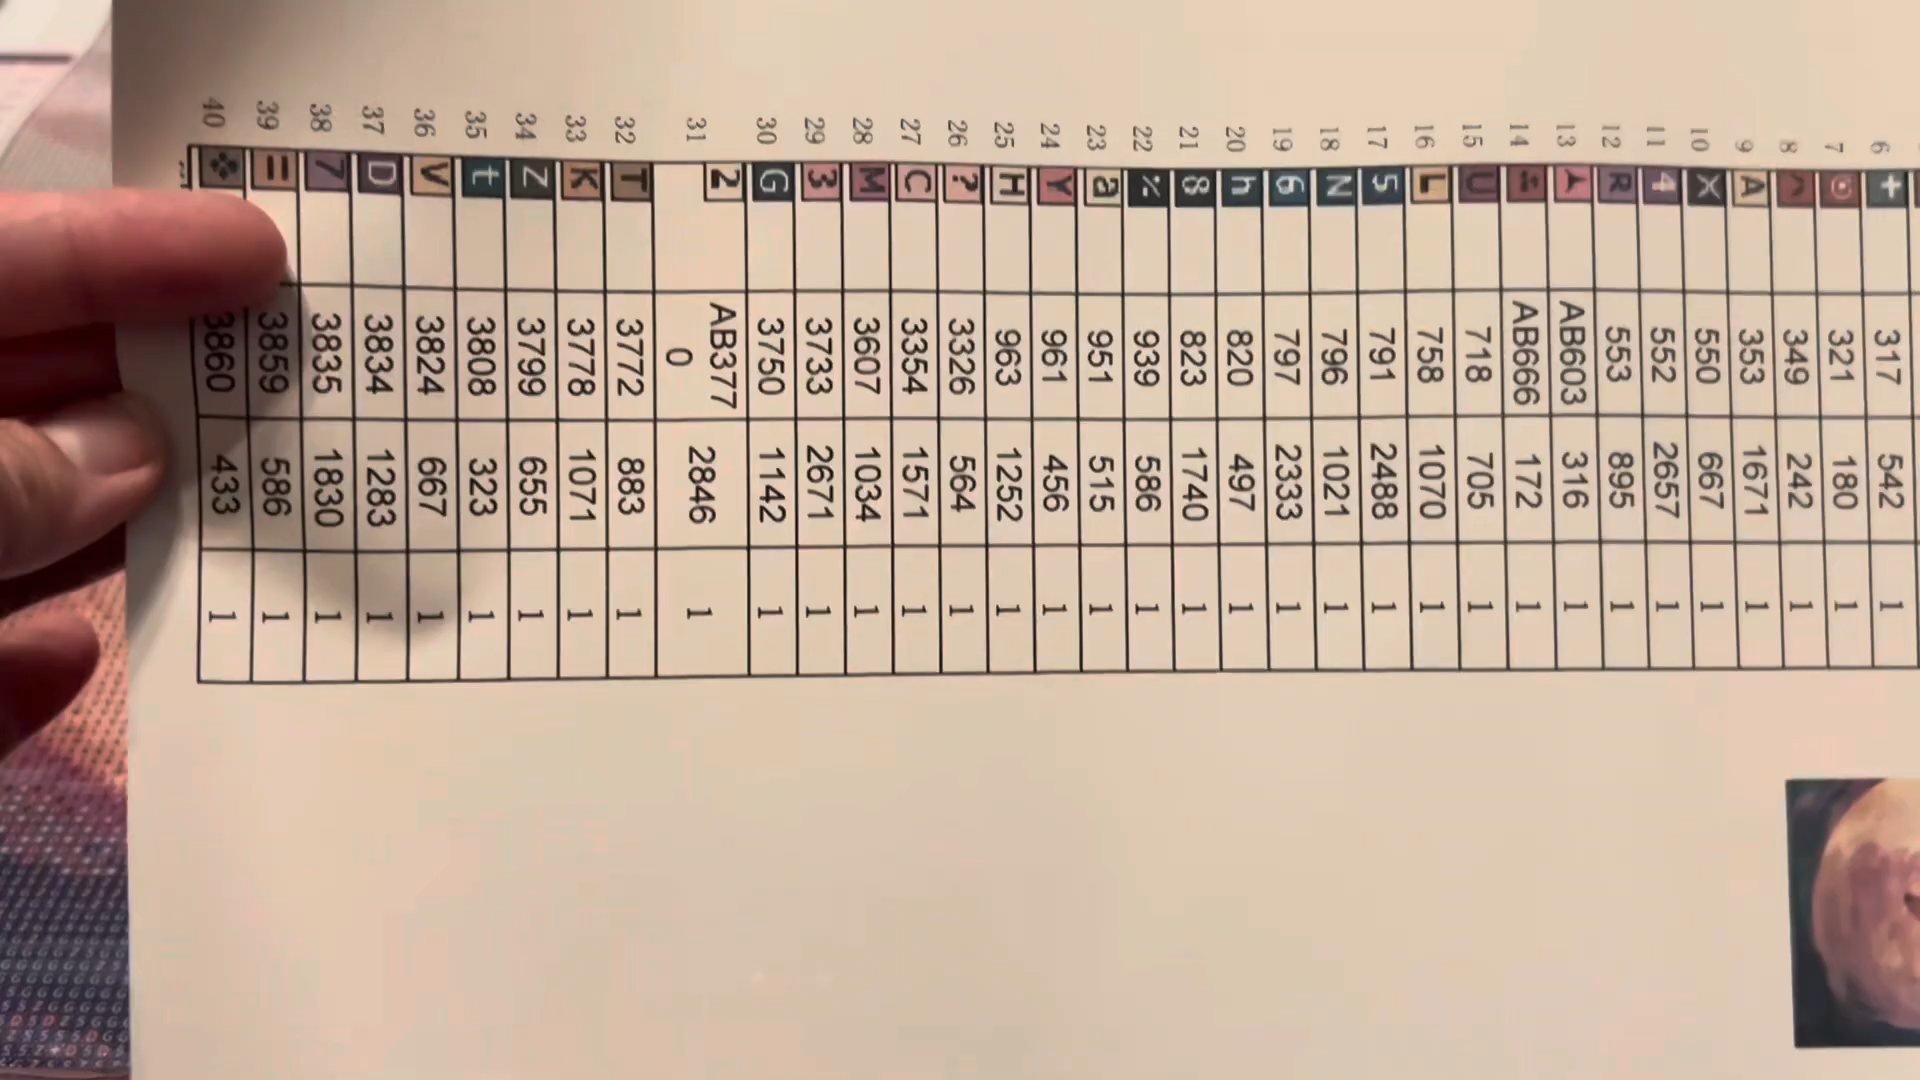 6 + 317 542 1
7 321 180 1
8 ^ 349 242 1
9 A 353 1671 1
10 X 550 667 1
11 4 552 2657 1
12 R 553 895 1
13 AB603 316 1
14 AB666 172 1
15 U 718 705 1
16 L 758 1070 1
17 5 791 2488 1
18 N 796 1021 1
19 6 797 2333 1
20 h 820 497 1
21 8 823 1740 1
22 % 939 586 1
23 a 951 515 1
24 Y 961 456 1
25 H 963 1252 1
26 ? 3326 564 1
27 C 3354 1571 1
28 M 3607 1034 1
29 3 3733 2671 1
30 G 3750 1142 1
31 2 AB377 2846 1
0
32 T 3772 883 1
33 K 3778 1071 1
34 Z 3799 655 1
35 t 3808 323 1
36 V 3824 667 1
37 D 3834 1283 1
38 7 3835 1830 1
39 = 3859 586 1
40 ❖ 3860 433 1